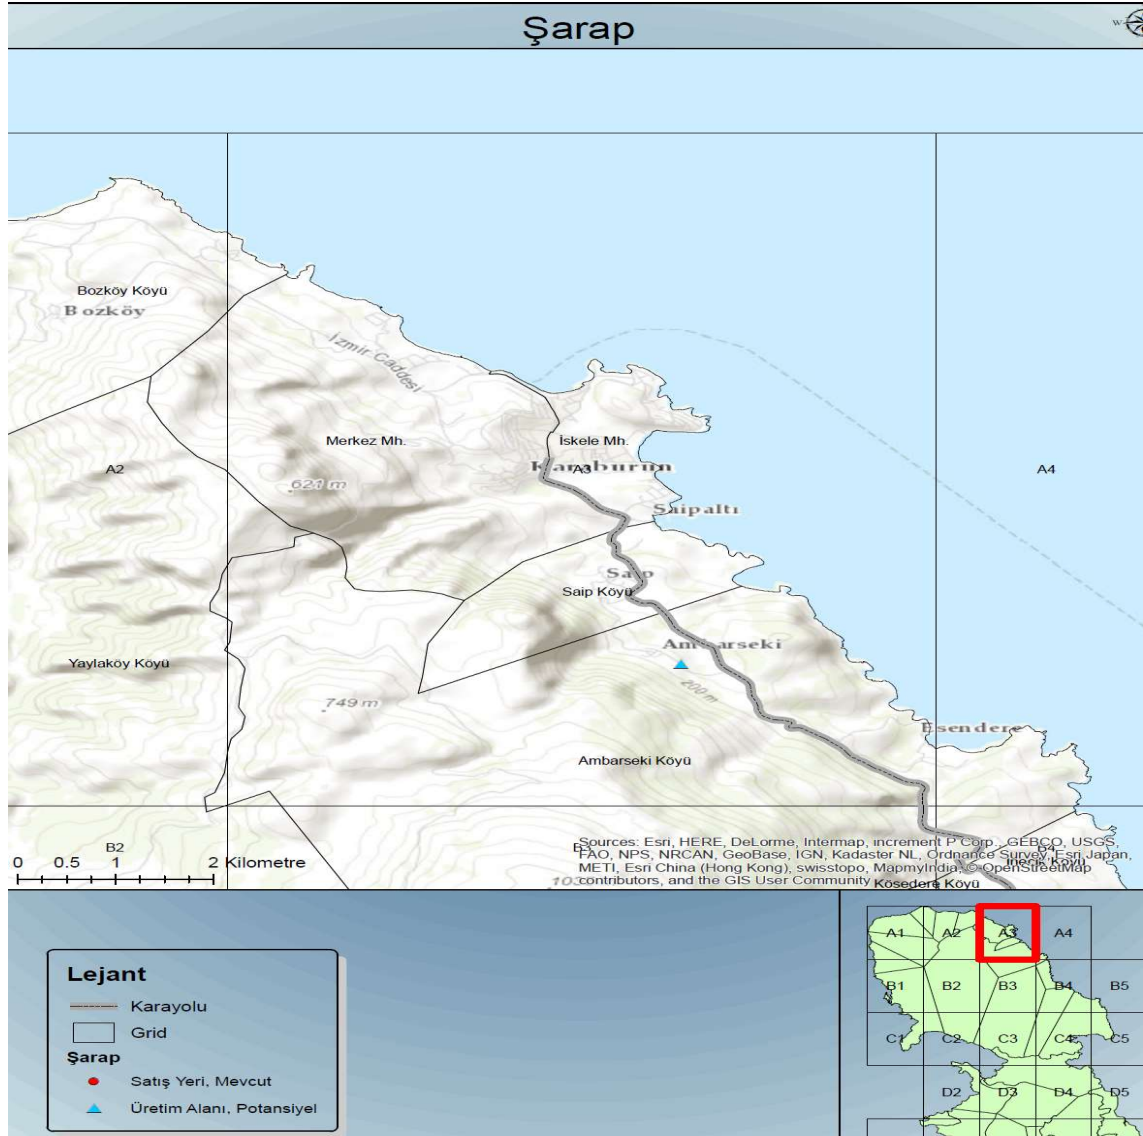 Şarap
W
Bozköy Köyü
Bozköy
İzmir Caddesi
Merkez Mh.
İskele Mh.
A2
Karaburun
A3
A4
621 m
Saipaltı
Saip
Saip Köyü
Ambarseki
Yaylaköy Köyü
200 m
749 m
Esendere
Ambarseki Köyü
B2
B4
İnecik Köyü
Kösedere Köyü
0 0.5 1 2 Kilometre
Sources: Esri, HERE, DeLorme, Intermap, increment P Corp., GEBCO, USGS,
FAO, NPS, NRCAN, GeoBase, IGN, Kadaster NL, Ordnance Survey, Esri Japan,
METI, Esri China (Hong Kong), swisstopo, MapmyIndia, © OpenStreetMap
contributors, and the GIS User Community
Lejant
Karayolu
Grid
Şarap
Satış Yeri, Mevcut
Üretim Alanı, Potansiyel
A1 A2 A3 A4
B1 B2 B3 B4 B5
C1 C2 C3 C4 C5
D2 D3 D4 D5